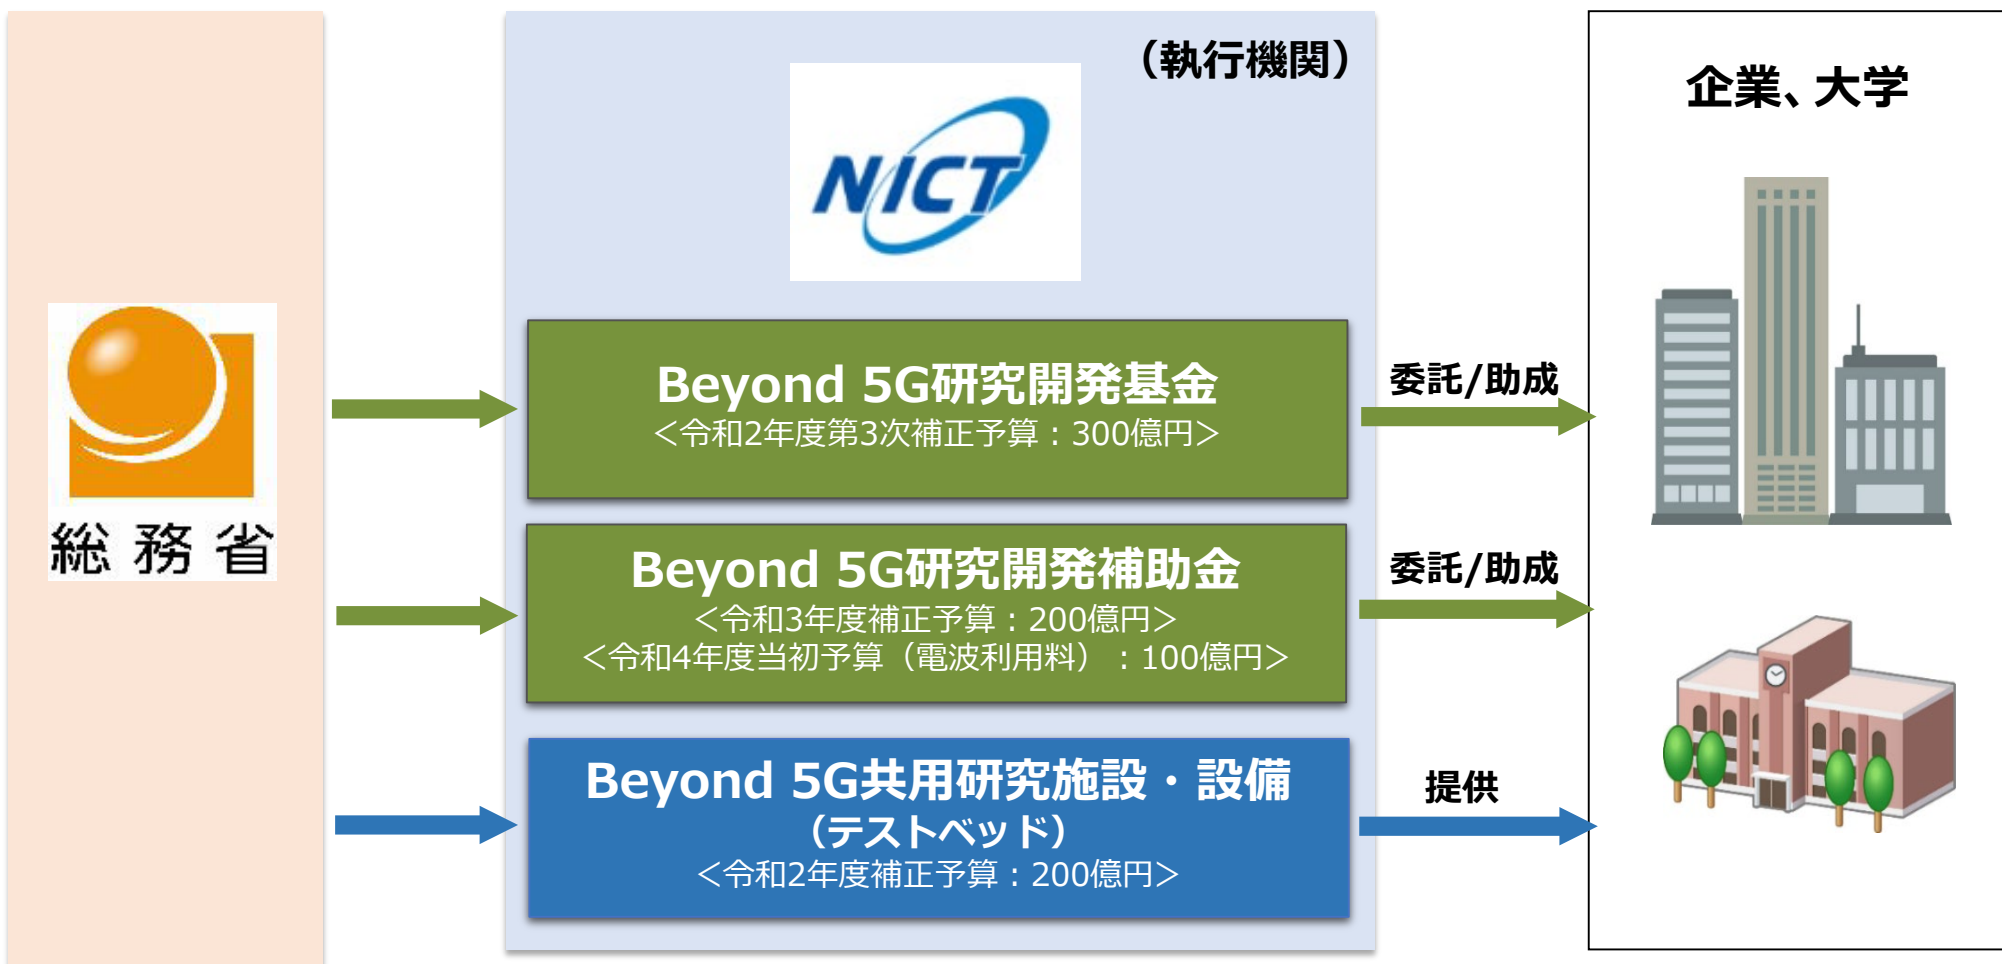 総務省
（執行機関）
NICT
Beyond 5G研究開発基金
＜令和2年度第3次補正予算：300億円＞
Beyond 5G研究開発補助金
＜令和3年度補正予算：200億円＞
＜令和4年度当初予算（電波利用料）：100億円＞
Beyond 5G共用研究施設・設備
（テストベッド）
＜令和2年度補正予算：200億円＞
委託/助成
委託/助成
提供
企業、大学